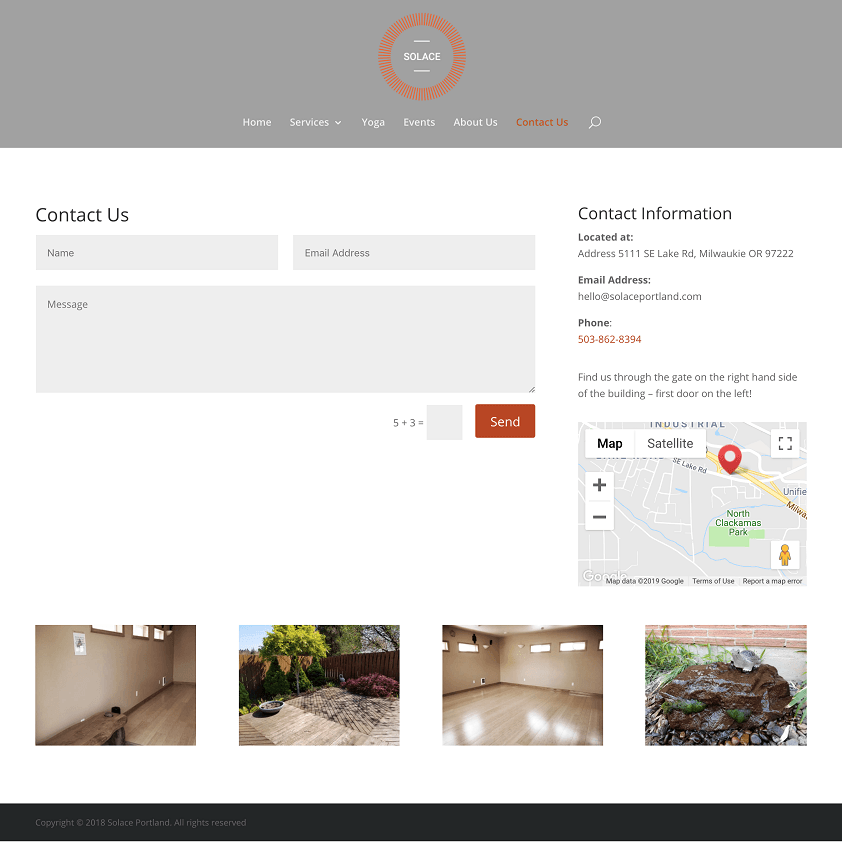 SOLACE
Home Services Yoga Events About Us Contact Us
Contact Us
Name
Email Address
Message
5 + 3 =
Send
Contact Information
Located at:
Address 5111 SE Lake Rd, Milwaukie OR 97222
Email Address:
hello@solaceportland.com
Phone:
503-862-8394
Find us through the gate on the right hand side
of the building – first door on the left!
INDUSTRIAL
Map Satellite
SE Lake Rd
Unifie
Milwa
North
Clackamas
Park
Google
Map data ©2019 Google Terms of Use Report a map error
Copyright © 2018 Solace Portland. All rights reserved